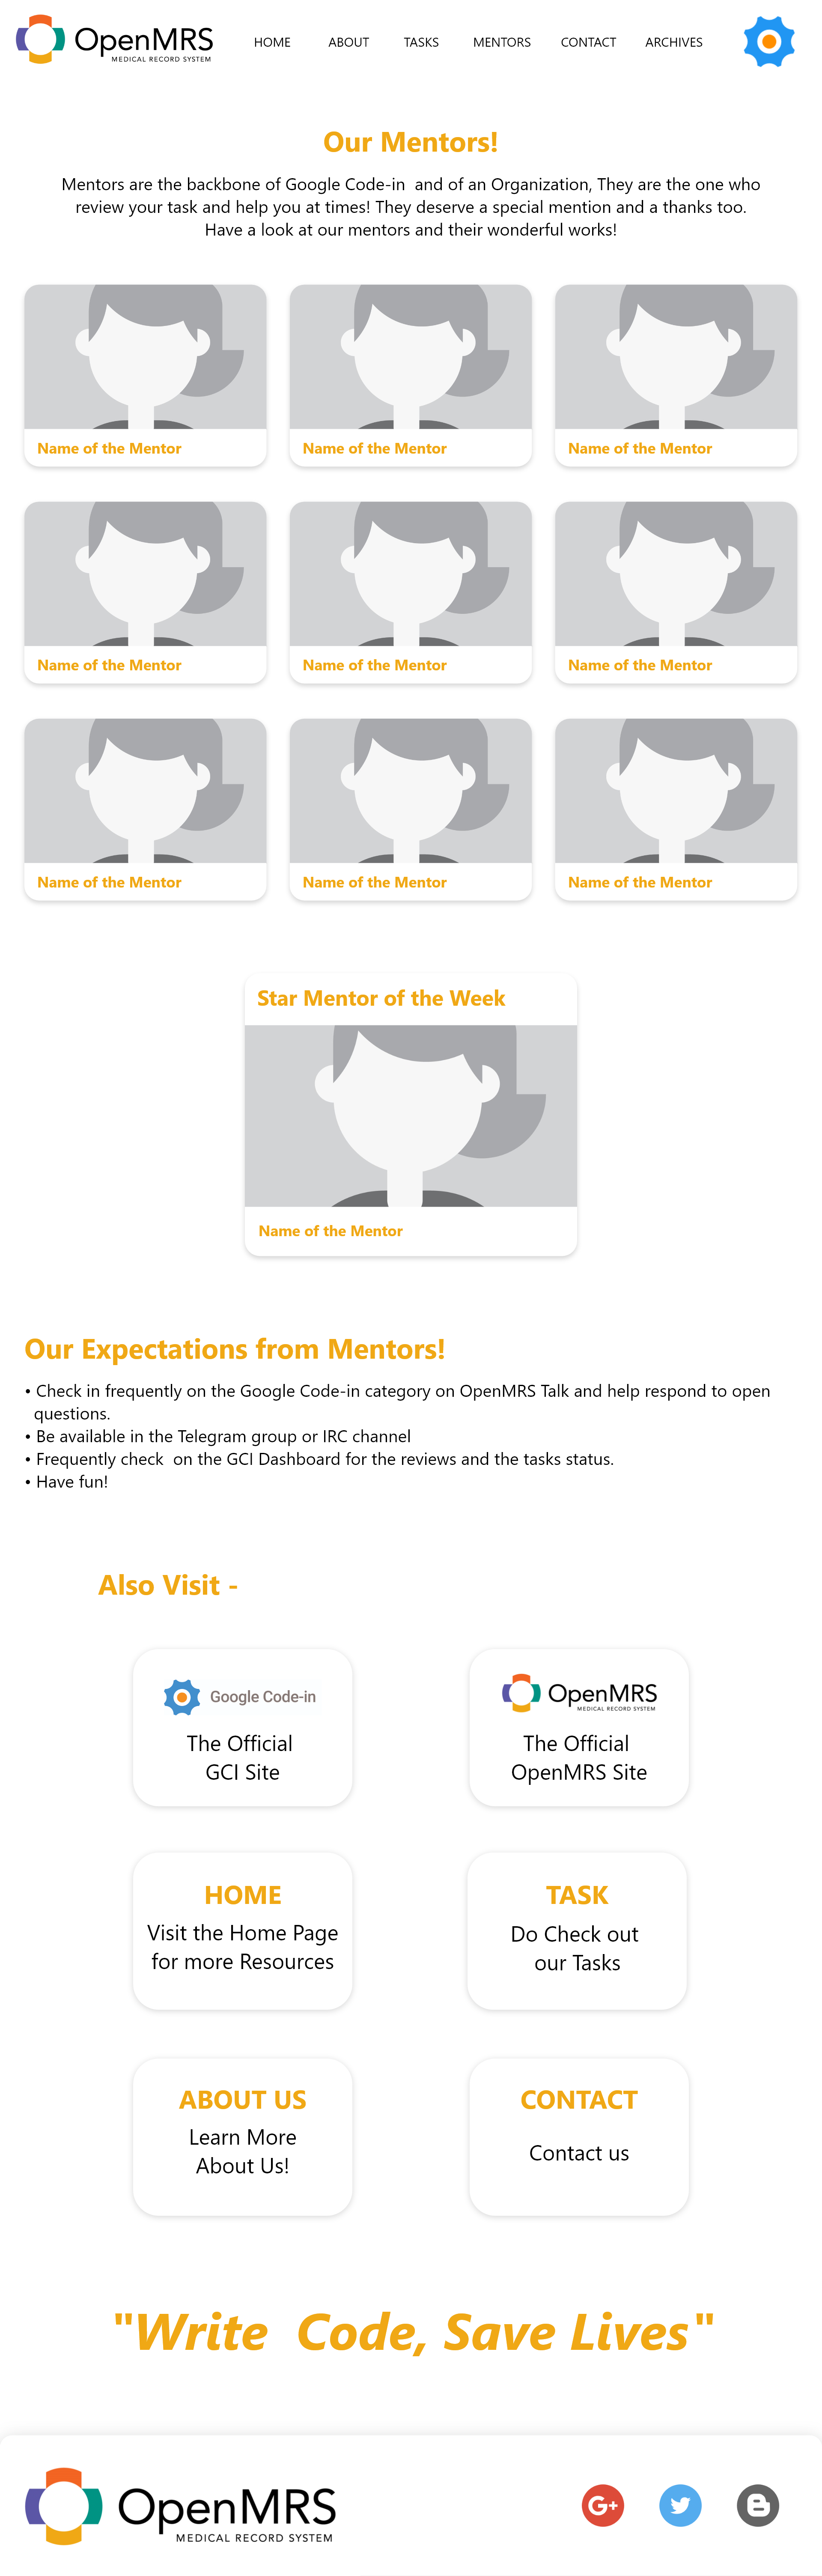 OpenMRS
MEDICAL RECORD SYSTEM
HOME ABOUT TASKS MENTORS CONTACT ARCHIVES
Our Mentors!
Mentors are the backbone of Google Code-in  and of an Organization, They are the one who
review your task and help you at times! They deserve a special mention and a thanks too.
Have a look at our mentors and their wonderful works!
Name of the Mentor
Name of the Mentor
Name of the Mentor
Name of the Mentor
Name of the Mentor
Name of the Mentor
Name of the Mentor
Name of the Mentor
Name of the Mentor
Star Mentor of the Week
Name of the Mentor
Our Expectations from Mentors!
• Check in frequently on the Google Code-in category on OpenMRS Talk and help respond to open
questions.
• Be available in the Telegram group or IRC channel
• Frequently check  on the GCI Dashboard for the reviews and the tasks status.
• Have fun!
Also Visit -
Google Code-in
The Official
GCI Site
OpenMRS
MEDICAL RECORD SYSTEM
The Official
OpenMRS Site
HOME
Visit the Home Page
for more Resources
TASK
Do Check out
our Tasks
ABOUT US
Learn More
About Us!
CONTACT
Contact us
"Write  Code, Save Lives"
OpenMRS
MEDICAL RECORD SYSTEM
G+